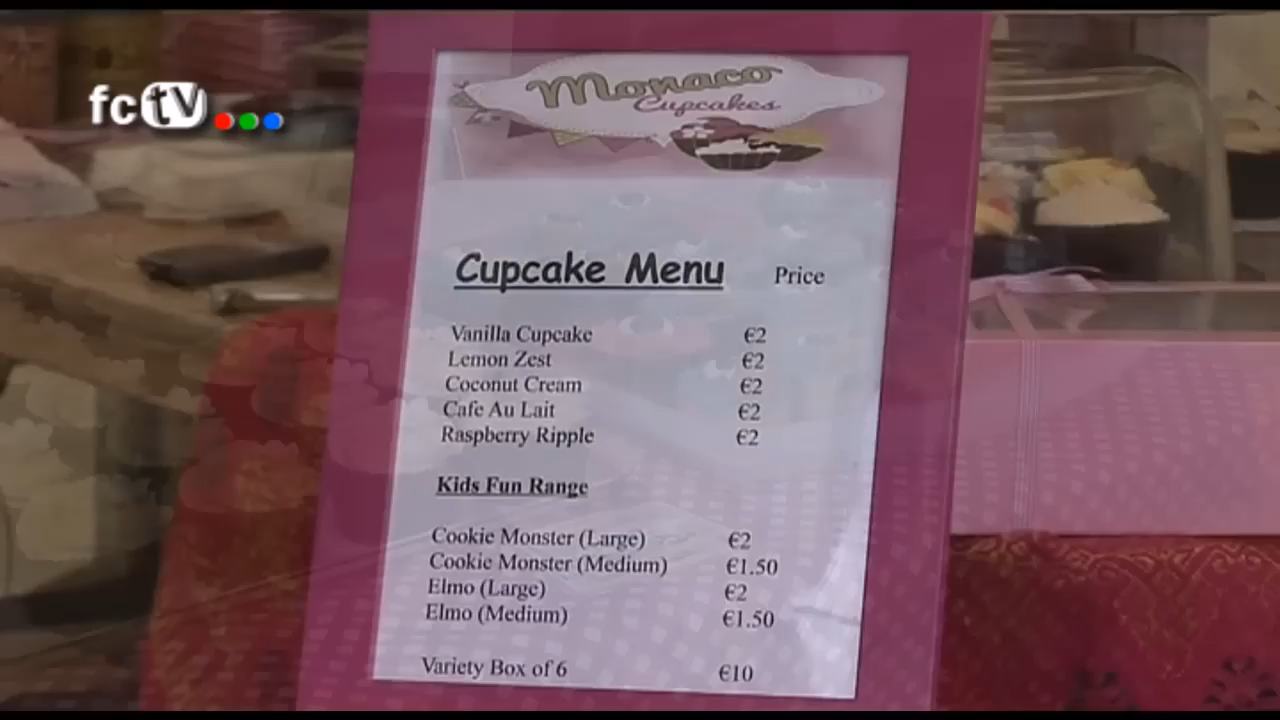 fctv
Monaco
Cupcakes
Cupcake Menu Price
Vanilla Cupcake €2
Lemon Zest €2
Coconut Cream €2
Cafe Au Lait €2
Raspberry Ripple €2
Kids Fun Range
Cookie Monster (Large) €2
Cookie Monster (Medium) €1.50
Elmo (Large) €2
Elmo (Medium) €1.50
Variety Box of 6 €10